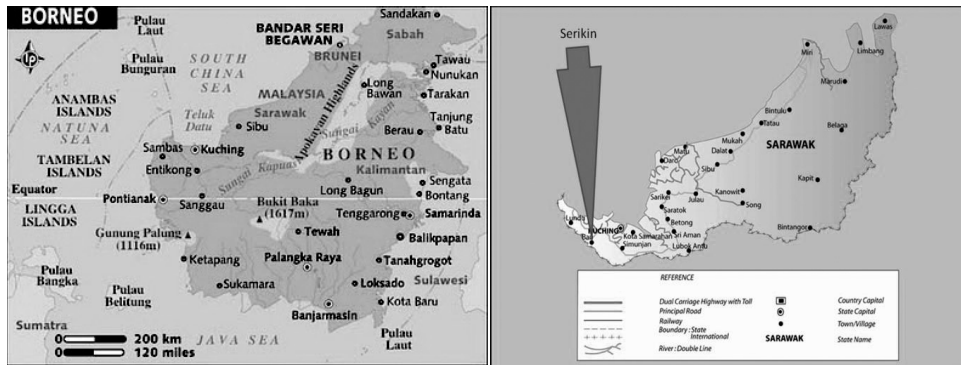 BORNEO
Pulau
Laut
Sandakan
BANDAR SERI
BEGAWAN
Sabah
BRUNEI
Pulau
Bunguran
SOUTH
CHINA
SEA
Tawau
Nunukan
Long
Bawan
ANAMBAS
ISLANDS
MALAYSIA
Sarawak
Tarakan
NATUNA
SEA
Teluk
Datu
Sibu
Apokayan Highlands
Sungai Kayan
Tanjung
Batu
Berau
Sambas
Kuching
TAMBELAN
ISLANDS
Entikong
Sungai Kapuas
BORNEO
Kalimantan
Equator
Long Bagun
Sengata
Bontang
Pontianak
Sanggau
LINGGA
ISLANDS
Bukit Baka
(1617m)
Tenggarong
Samarinda
Gunung Palung
(1116m)
Tewah
Balikpapan
Ketapang
Palangka Raya
Tanahgrogot
Pulau
Bangka
Pulau
Belitung
Sukamara
Loksado
Sulawesi
Kota Baru
Banjarmasin
Sumatra
0 200 km
0 120 miles
JAVA SEA
Pulau
Laut
Serikin
Lawas
Miri
Limbang
Marudi
Bintulu
Tatau
Mukah
Belaga
Dalat
SARAWAK
Matu
Daro
Sibu
Kapit
Kanowit
Sarikei
Julau
Song
Saratok
Betong
Lundu
KUCHING
Kota Samarahan
Sri Aman
Bintangor
Bau
Simunjan
Lubok Antu
REFERENCE
Dual Carriage Highway with Toll
Country Capital
Principal Road
State Capital
Railway
Town/Village
Boundary : State
International
SARAWAK
State Name
River : Double Line